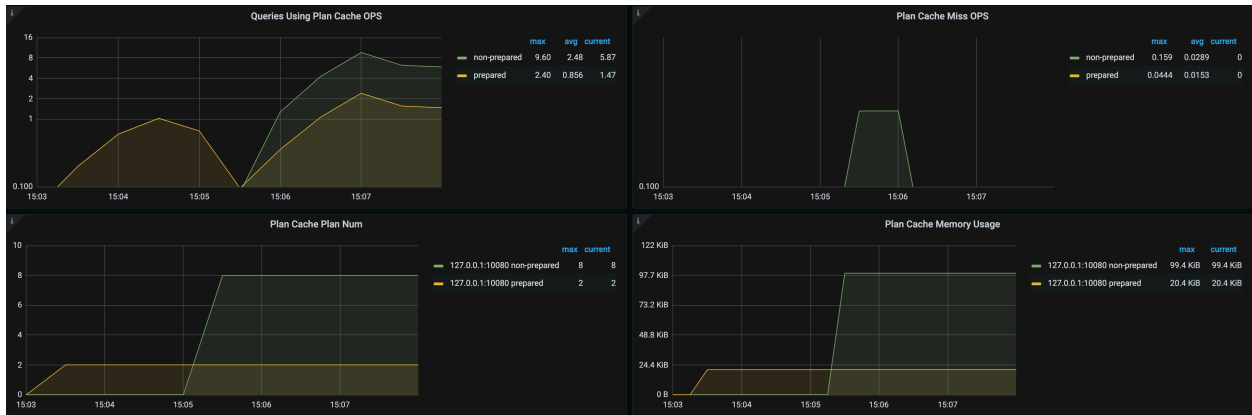 Queries Using Plan Cache OPS
max avg current
non-prepared 9.60 2.48 5.87
prepared 2.40 0.856 1.47
16
8
4
2
1
0.100
15:03 15:04 15:05 15:06 15:07
Plan Cache Miss OPS
max avg current
non-prepared 0.159 0.0289 0
prepared 0.0444 0.0153 0
0.100
15:03 15:04 15:05 15:06 15:07
Plan Cache Plan Num
max current
127.0.0.1:10080 non-prepared 8 8
127.0.0.1:10080 prepared 2 2
10
8
6
4
2
0
15:03 15:04 15:05 15:06 15:07
Plan Cache Memory Usage
max current
127.0.0.1:10080 non-prepared 99.4 KiB 99.4 KiB
127.0.0.1:10080 prepared 20.4 KiB 20.4 KiB
122 KiB
97.7 KiB
73.2 KiB
48.8 KiB
24.4 KiB
0 B
15:03 15:04 15:05 15:06 15:07